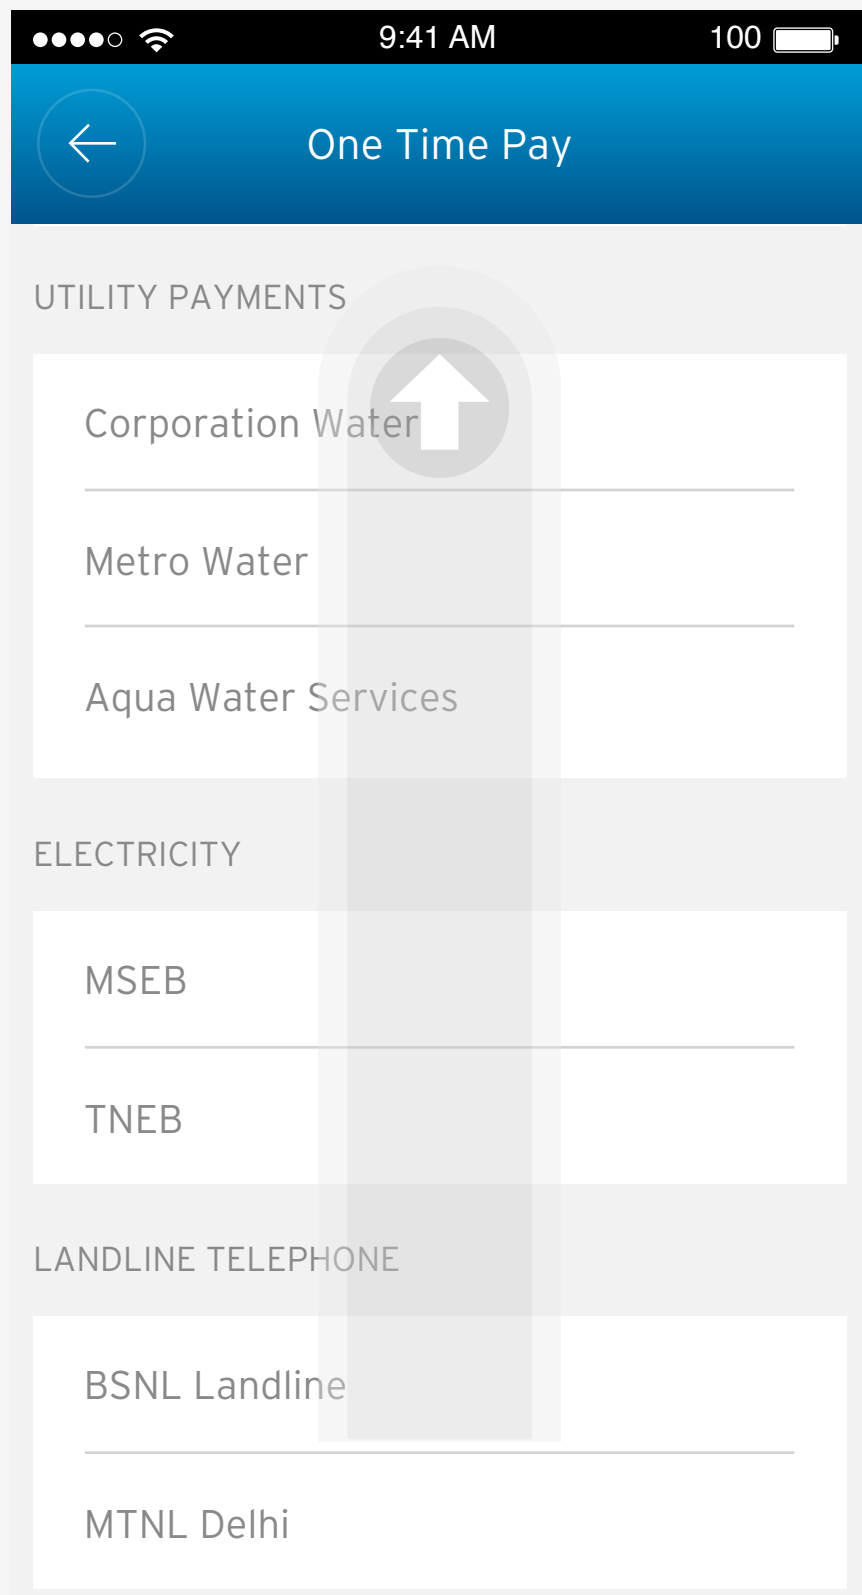 9:41 AM 100
One Time Pay
UTILITY PAYMENTS
Corporation Water
Metro Water
Aqua Water Services
ELECTRICITY
MSEB
TNEB
LANDLINE TELEPHONE
BSNL Landline
MTNL Delhi